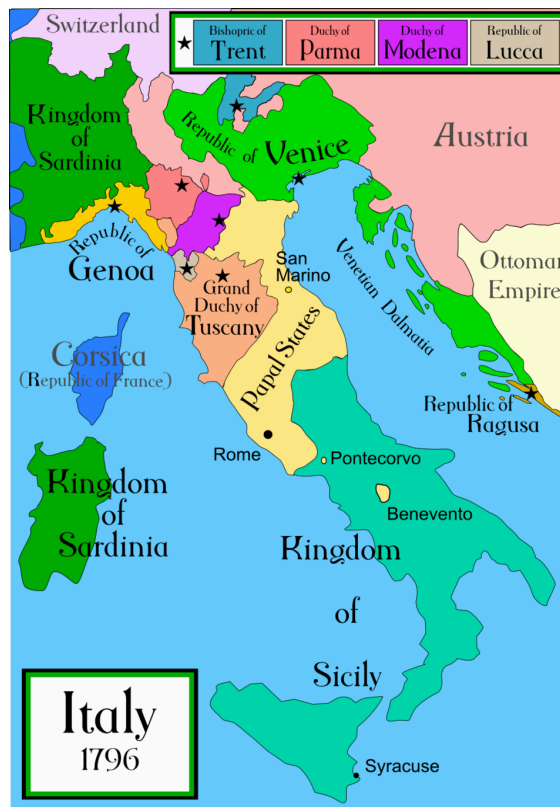 Switzerland
Bishopric of
Trent
Duchy of
Parma
Duchy of
Modena
Republic of
Lucca
Kingdom
of
Sardinia
Republic of Venice
Austria
Republic of
Genoa
San
Marino
Venetian Dalmatia
Ottoman
Empire
Grand
Duchy of
Tuscany
Papal States
Corsica
(Republic of France)
Republic of
Ragusa
Rome
Pontecorvo
Kingdom
of
Sardinia
Benevento
Kingdom
of
Sicily
Italy
1796
Syracuse